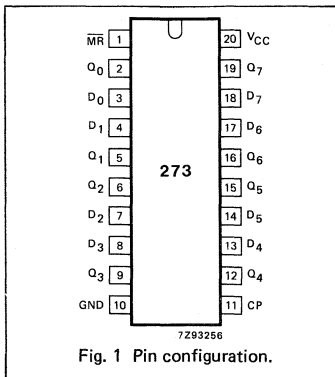 M̅R̅ 1 20 V_CC
Q0 2 19 Q7
D0 3 18 D7
D1 4 17 D6
Q1 5 16 Q6
273
Q2 6 15 Q5
D2 7 14 D5
D3 8 13 D4
Q3 9 12 Q4
GND 10 11 CP
7Z93256
Fig. 1 Pin configuration.